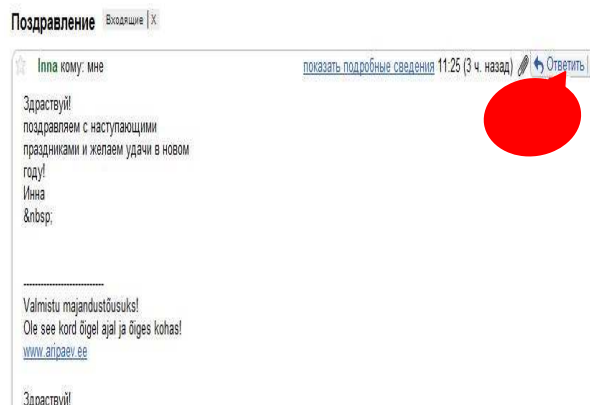 Поздравление Входящие X
Inna кому: мне показать подробные сведения 11:25 (3 ч. назад) Ответить
Здраствуй!
поздравляем с наступающими
праздниками и желаем удачи в новом
году!
Инна
&nbsp;
---------------------------
Valmistu majandustõusuks!
Ole see kord õigel ajal ja õiges kohas!
www.aripaev.ee
Здраствуй!